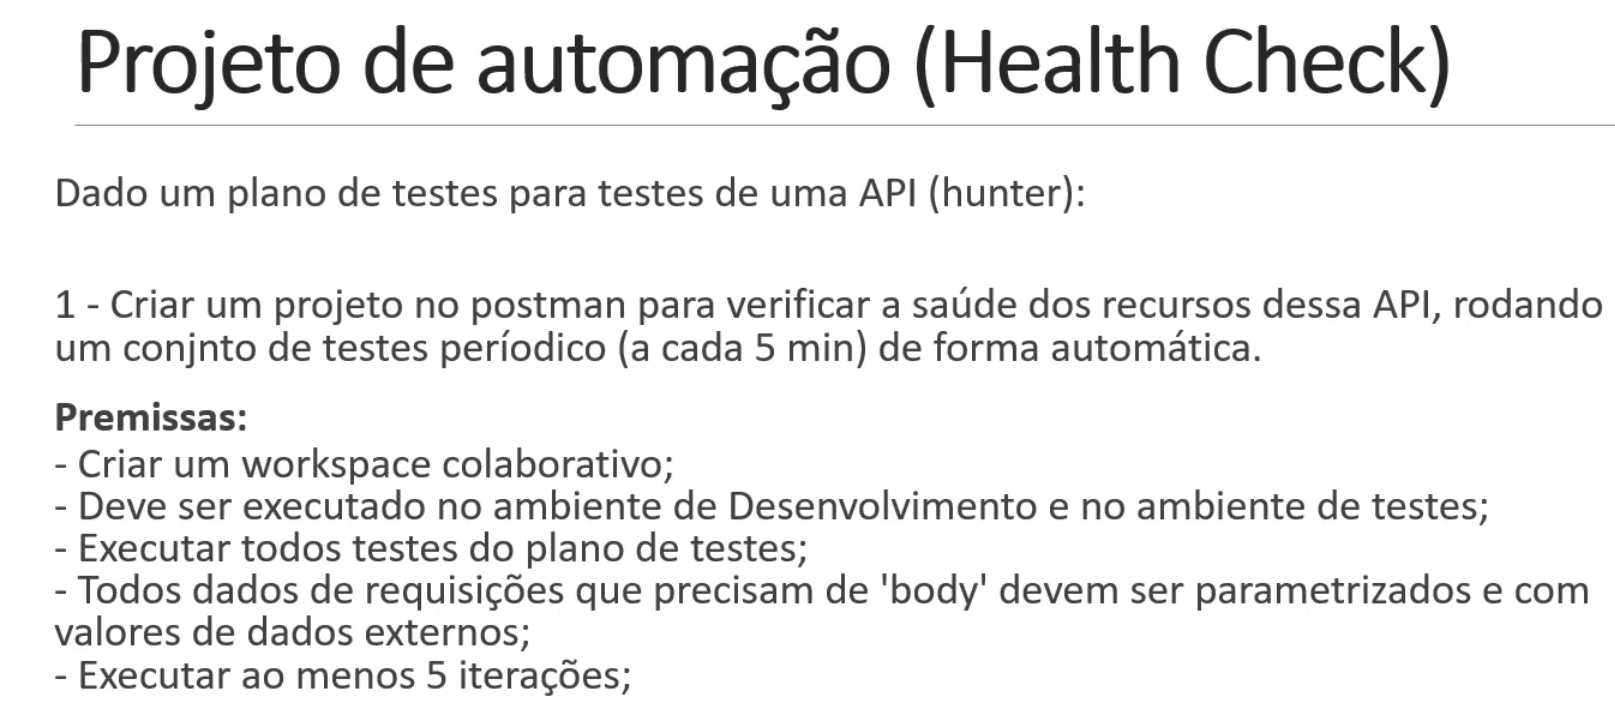 Projeto de automação (Health Check)
Dado um plano de testes para testes de uma API (hunter):
1 - Criar um projeto no postman para verificar a saúde dos recursos dessa API, rodando
um conjnto de testes períodico (a cada 5 min) de forma automática.
Premissas:
- Criar um workspace colaborativo;
- Deve ser executado no ambiente de Desenvolvimento e no ambiente de testes;
- Executar todos testes do plano de testes;
- Todos dados de requisições que precisam de 'body' devem ser parametrizados e com
valores de dados externos;
- Executar ao menos 5 iterações;